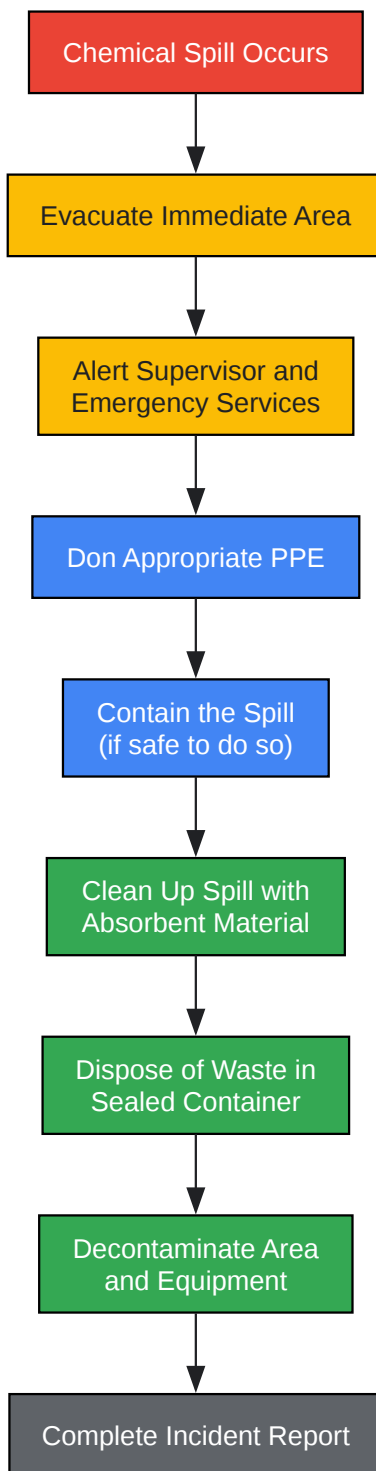 Chemical Spill Occurs
Evacuate Immediate Area
Alert Supervisor and
Emergency Services
Don Appropriate PPE
Contain the Spill
(if safe to do so)
Clean Up Spill with
Absorbent Material
Dispose of Waste in
Sealed Container
Decontaminate Area
and Equipment
Complete Incident Report